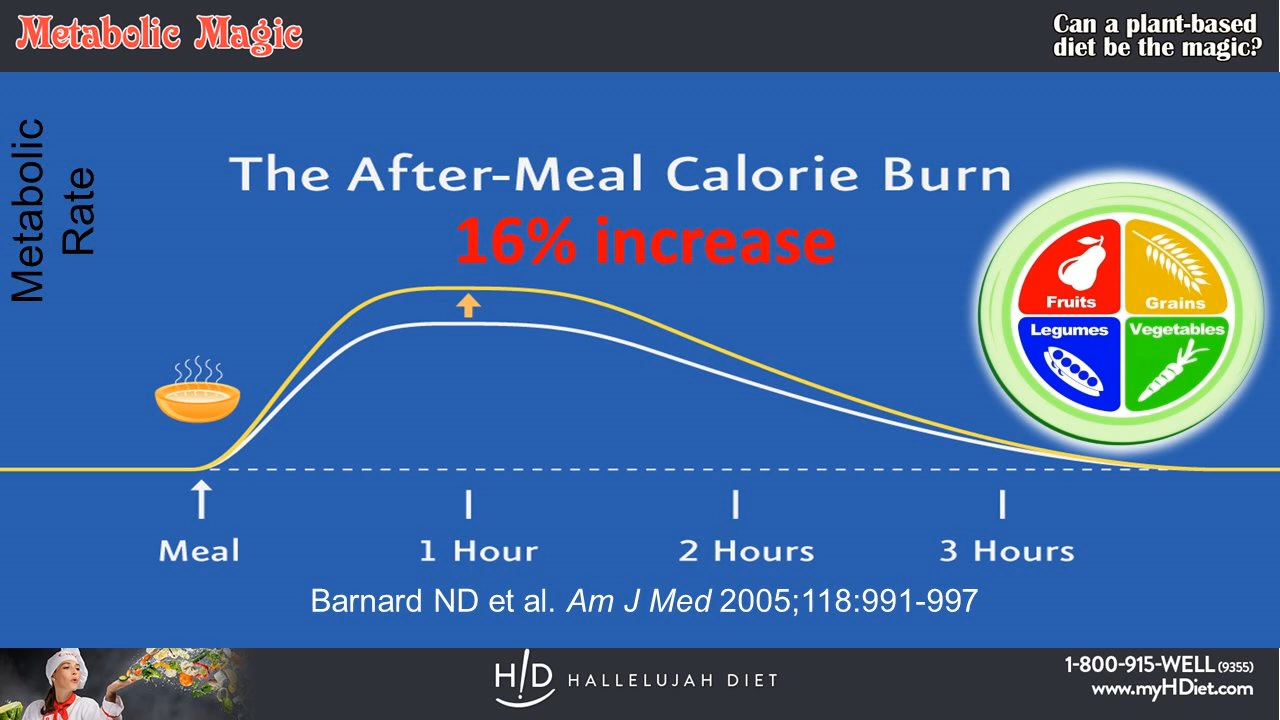 Metabolic Magic
Can a plant-based
diet be the magic?
Metabolic
Rate
The After-Meal Calorie Burn
16% increase
Fruits
Grains
Legumes
Vegetables
Meal
1 Hour
2 Hours
3 Hours
Barnard ND et al. Am J Med 2005;118:991-997
H!D HALLELUJAH DIET
1-800-915-WELL (9355)
www.myHDiet.com